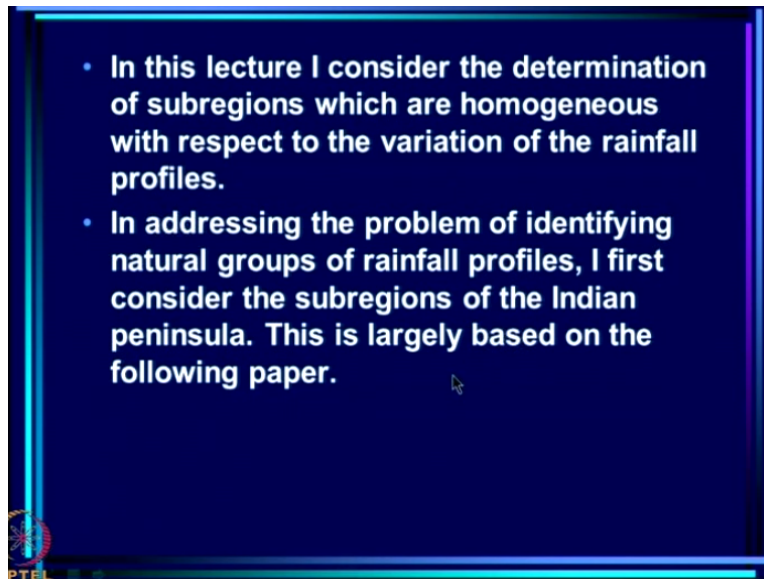 • In this lecture I consider the determination
of subregions which are homogeneous
with respect to the variation of the rainfall
profiles.
• In addressing the problem of identifying
natural groups of rainfall profiles, I first
consider the subregions of the Indian
peninsula. This is largely based on the
following paper.
PTEL